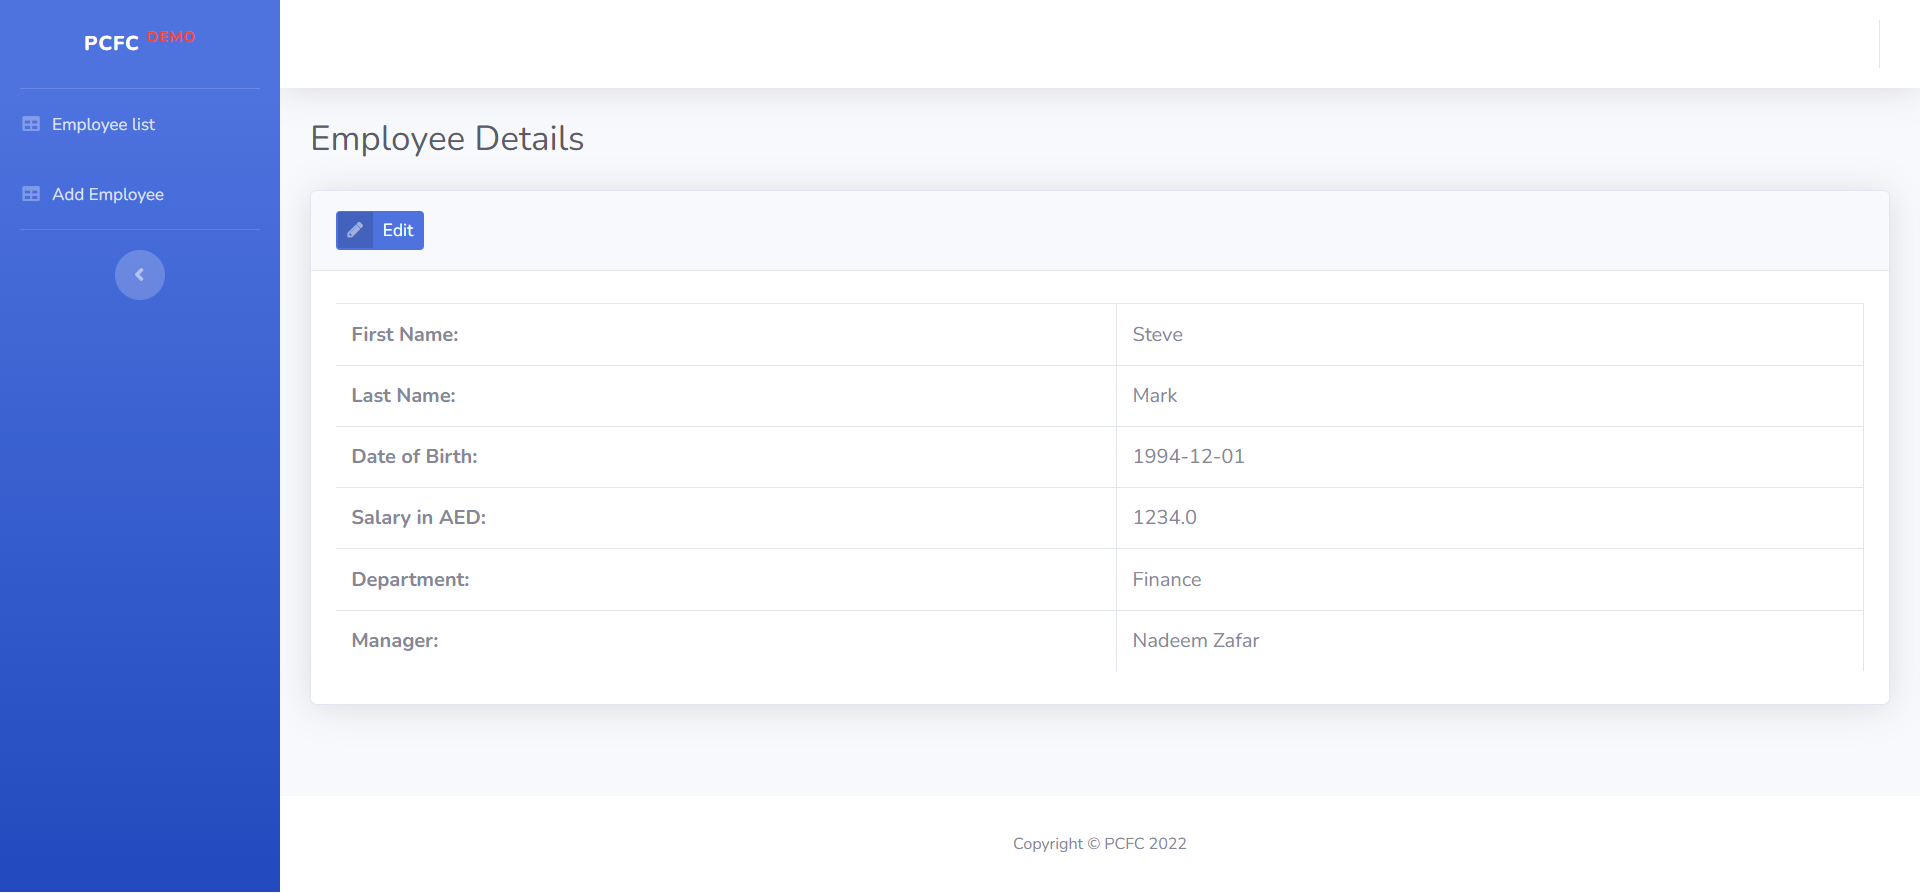 PCFC DEMO
Employee list
Add Employee
Employee Details
Edit
First Name: Steve
Last Name: Mark
Date of Birth: 1994-12-01
Salary in AED: 1234.0
Department: Finance
Manager: Nadeem Zafar
Copyright © PCFC 2022